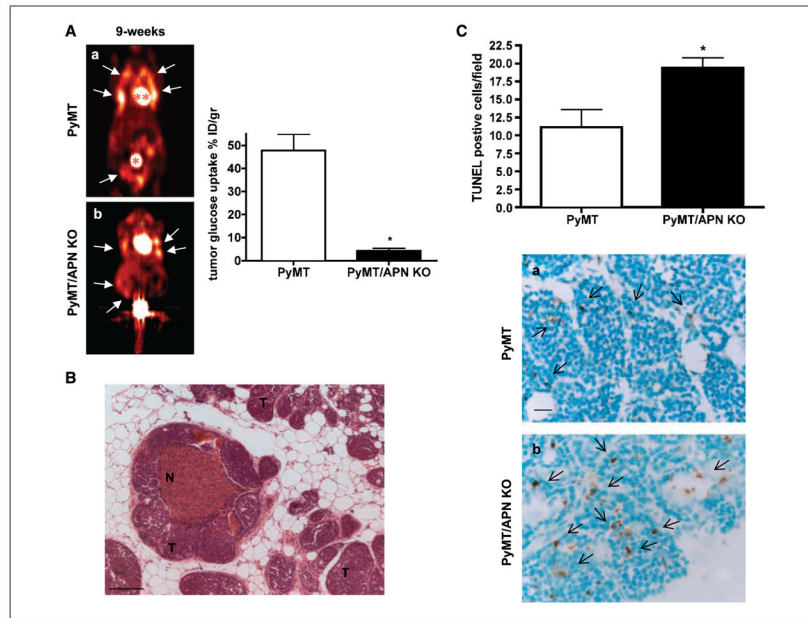 A
9-weeks
a
**
*
PyMT
b
PyMT/APN KO
tumor glucose uptake % ID/gr
50
40
30
20
10
0
*
PyMT
PyMT/APN KO
B
T
N
T
T
C
TUNEL postive cells/field
22.5
20.0
17.5
15.0
12.5
10.0
7.5
5.0
2.5
0.0
*
PyMT
PyMT/APN KO
a
PyMT
b
PyMT/APN KO